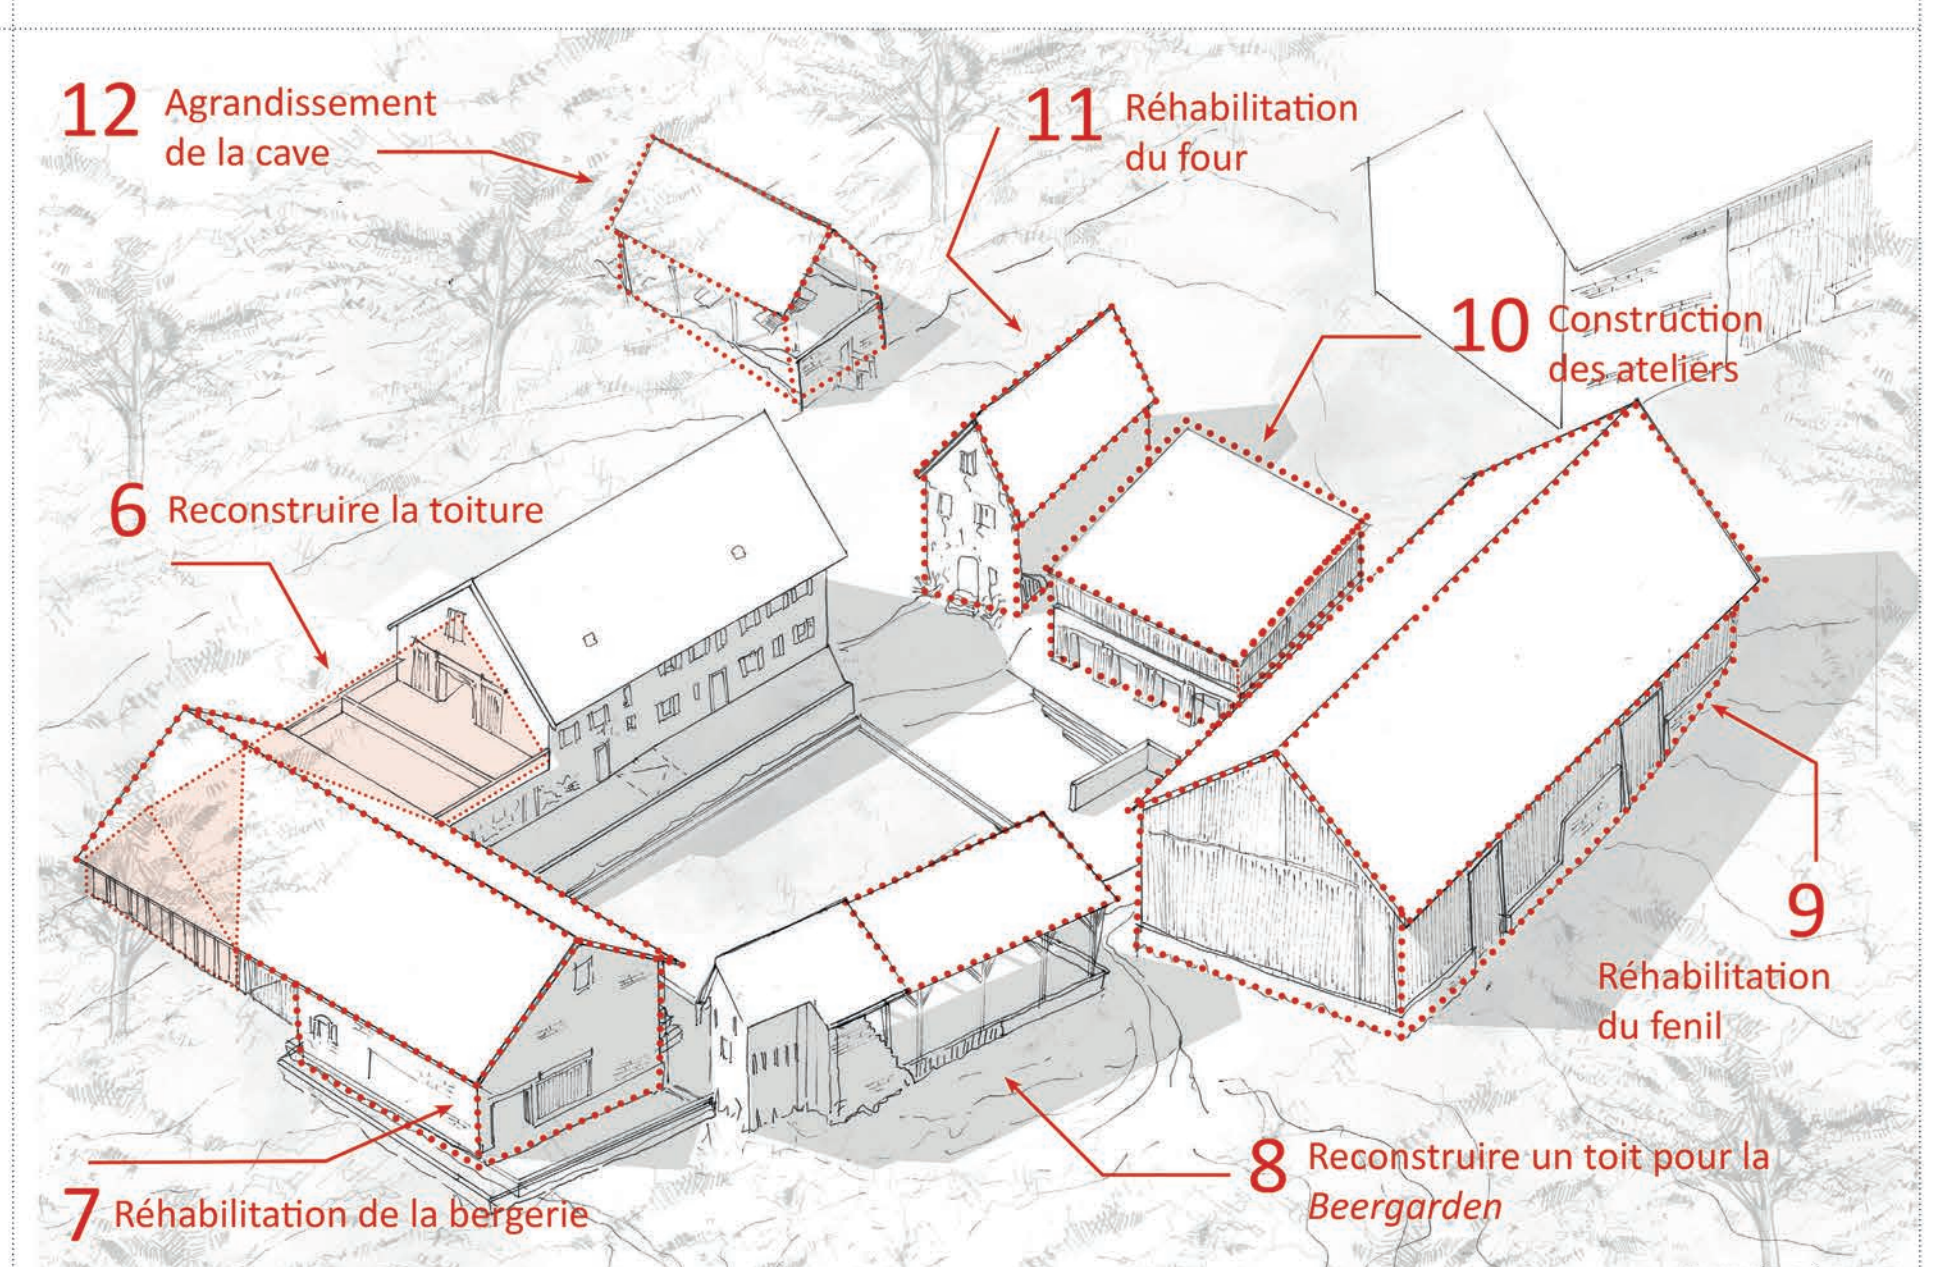 12 Agrandissement
de la cave
11 Réhabilitation
du four
10 Construction
des ateliers
6 Reconstruire la toiture
9
Réhabilitation
du fenil
8 Reconstruire un toit pour la
Beergarden
7 Réhabilitation de la bergerie